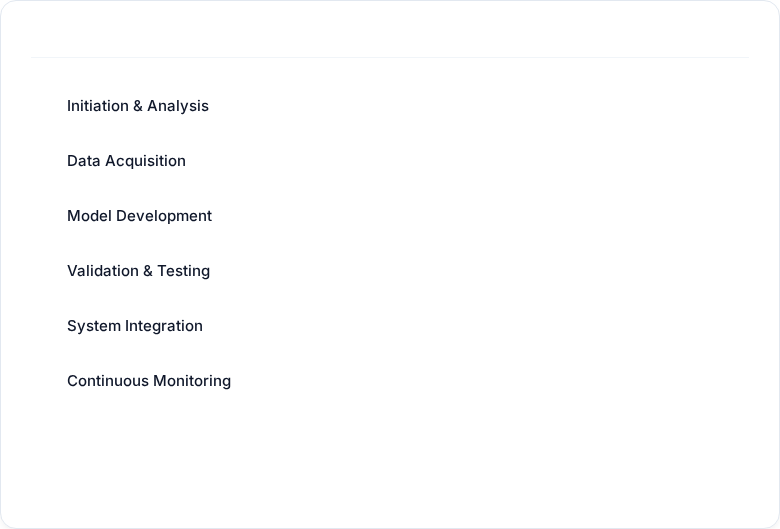 Initiation & Analysis
Data Acquisition
Model Development
Validation & Testing
System Integration
Continuous Monitoring